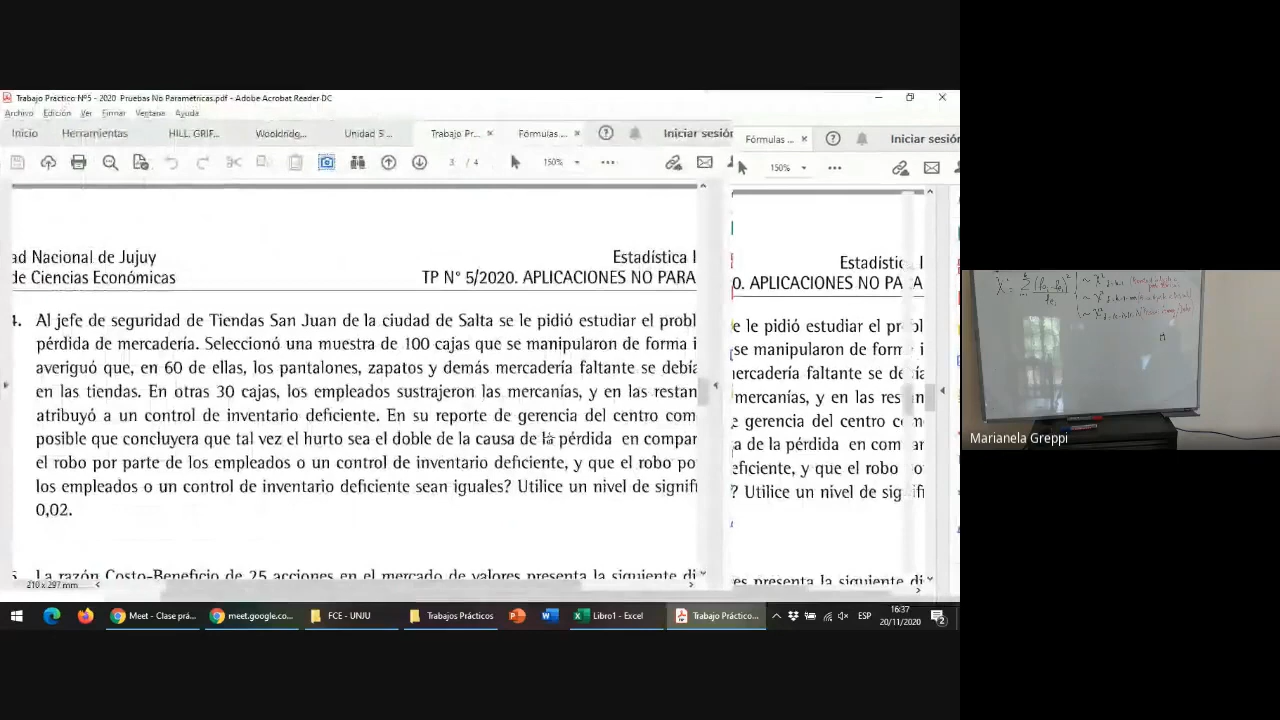 Trabajo Práctico Nº5 - 2020 Pruebas No Paramétricas.pdf - Adobe Acrobat Reader DC
Archivo Edición Ver Firmar Ventana Ayuda
Inicio Herramientas HILL, GRIF... Wooldridg... Unidad 5 ... Trabajo Pr... × Fórmulas ... × Iniciar sesión
Fórmulas ... × Iniciar sesión
3 / 4 150%
150%
ad Nacional de Jujuy Estadística I
de Ciencias Económicas TP N° 5/2020. APLICACIONES NO PARA
Estadística I
0. APLICACIONES NO PARA
4. Al jefe de seguridad de Tiendas San Juan de la ciudad de Salta se le pidió estudiar el probl
pérdida de mercadería. Seleccionó una muestra de 100 cajas que se manipularon de forma i
averiguó que, en 60 de ellas, los pantalones, zapatos y demás mercadería faltante se debía
en las tiendas. En otras 30 cajas, los empleados sustrajeron las mercanías, y en las restan
atribuyó a un control de inventario deficiente. En su reporte de gerencia del centro com
posible que concluyera que tal vez el hurto sea el doble de la causa de la pérdida en compar
el robo por parte de los empleados o un control de inventario deficiente, y que el robo po
los empleados o un control de inventario deficiente sean iguales? Utilice un nivel de signifi
0,02.
e le pidió estudiar el pr
se manipularon de form i
mercadería faltante se de ía
mercanías, y en las res n
e gerencia del centro c m
a de la pérdida en com ar
eficiente, y que el robo o
? Utilice un nivel de sig ifi
La razón Costo-Beneficio de 25 acciones en el mercado de valores presenta la siguiente di
res presenta la siguiente di
210 x 297 mm
Marianela Greppi
Meet - Clase prá... meet.google.co... FCE - UNJU Trabajos Prácticos Libro1 - Excel Trabajo Práctico... ESP 16:37
20/11/2020 2